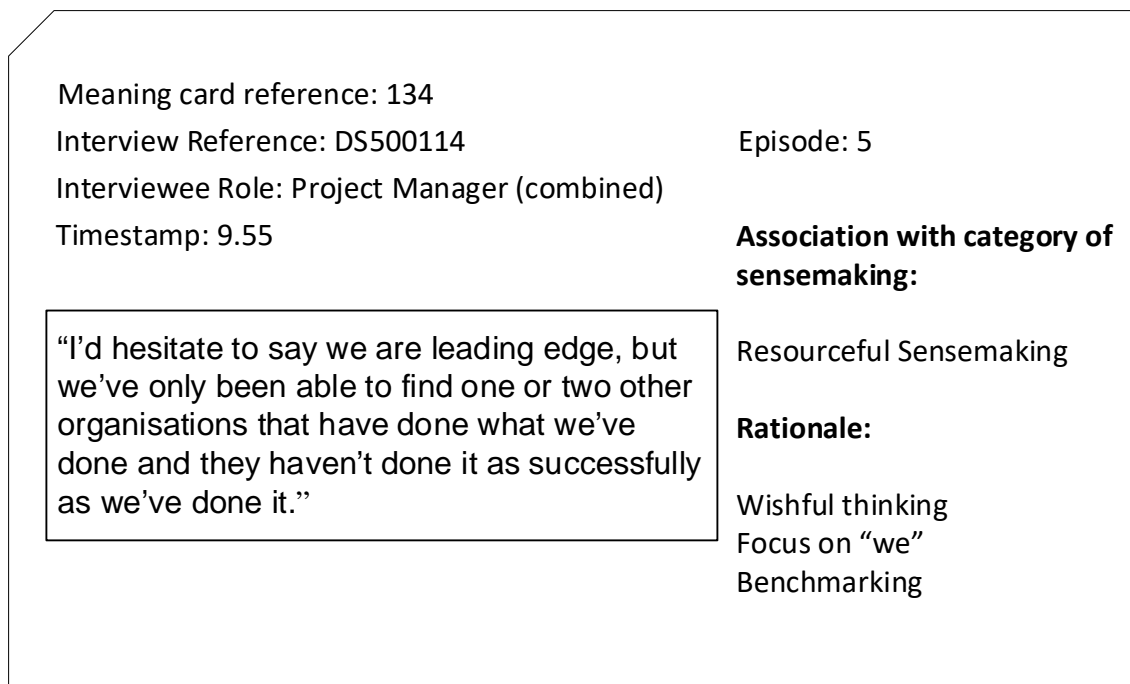 Meaning card reference: 134
Interview Reference: DS500114
Episode: 5
Interviewee Role: Project Manager (combined)
Timestamp: 9.55
“I’d hesitate to say we are leading edge, but
we’ve only been able to find one or two other
organisations that have done what we’ve
done and they haven’t done it as successfully
as we’ve done it.”
Association with category of
sensemaking:
Resourceful Sensemaking
Rationale:
Wishful thinking
Focus on “we”
Benchmarking